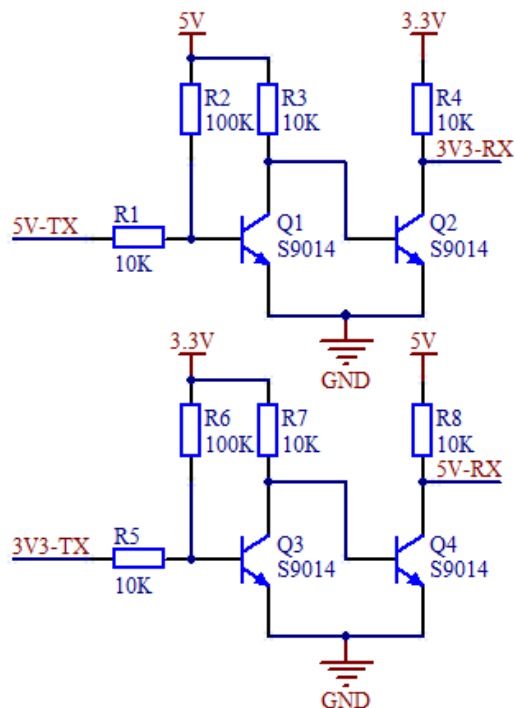 5V
3.3V
R2
100K
R3
10K
R4
10K
3V3-RX
5V-TX
R1
10K
Q1
S9014
Q2
S9014
GND
3.3V
5V
R6
100K
R7
10K
R8
10K
5V-RX
3V3-TX
R5
10K
Q3
S9014
Q4
S9014
GND